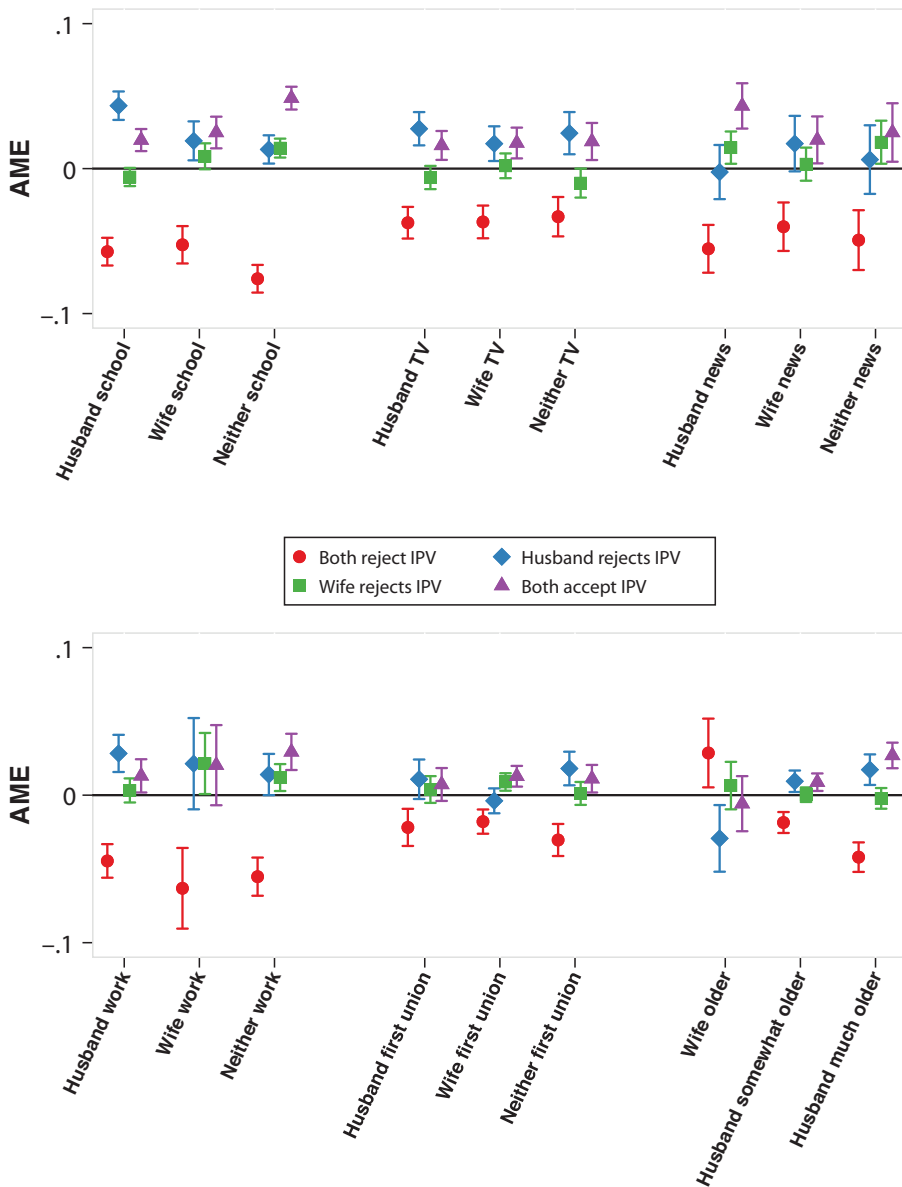 .1
AME
0
–.1
Husband school
Wife school
Neither school
Husband TV
Wife TV
Neither TV
Husband news
Wife news
Neither news
Both reject IPV
Husband rejects IPV
Wife rejects IPV
Both accept IPV
.1
AME
0
–.1
Husband work
Wife work
Neither work
Husband first union
Wife first union
Neither first union
Wife older
Husband somewhat older
Husband much older